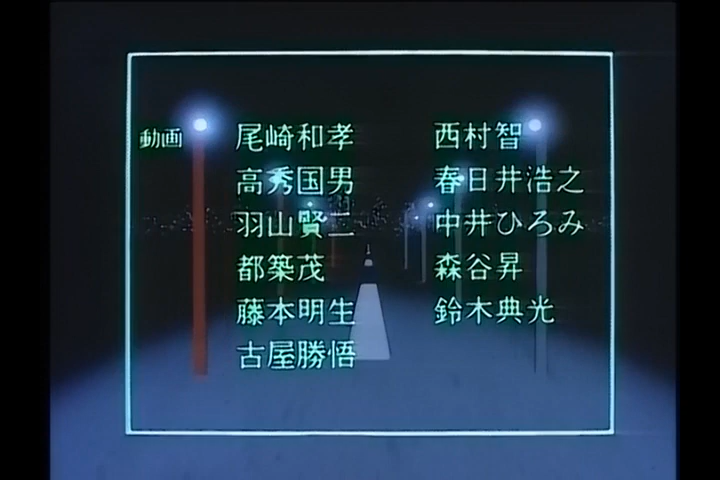 動画
尾崎和孝
高秀国男
羽山賢二
都築茂
藤本明生
古屋勝悟
西村智
春日井浩之
中井ひろみ
森谷昇
鈴木典光